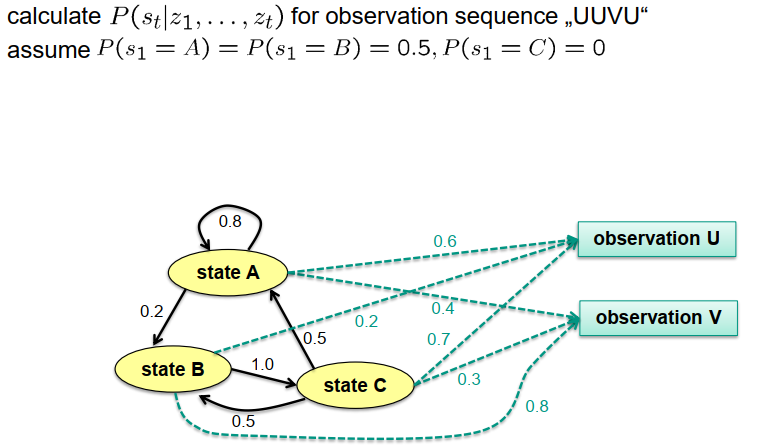 calculate P(s_t|z_1, . . . , z_t) for observation sequence „UUVU“
assume P(s_1 = A) = P(s_1 = B) = 0.5, P(s_1 = C) = 0
0.8
0.6
observation U
state A
0.2
0.4
0.2
observation V
0.5
0.7
state B
1.0
state C
0.3
0.5
0.8